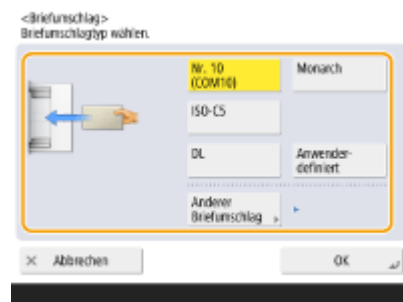 <Briefumschlag>
Briefumschlagtyp wählen.
Nr. 10
(COM10)
Monarch
ISO-C5
DL
Anwender-
definiert
Anderer
Briefumschlag
Abbrechen
OK